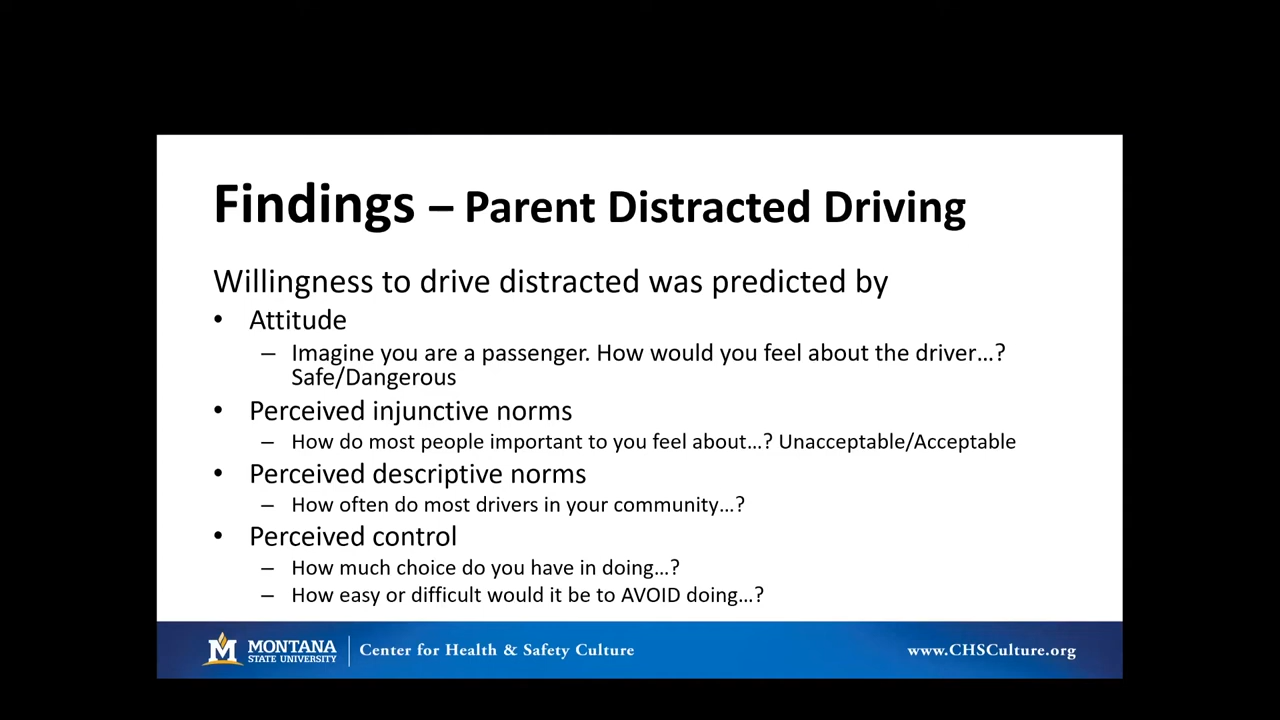 Findings – Parent Distracted Driving
Willingness to drive distracted was predicted by
• Attitude
– Imagine you are a passenger. How would you feel about the driver…?
Safe/Dangerous
• Perceived injunctive norms
– How do most people important to you feel about…? Unacceptable/Acceptable
• Perceived descriptive norms
– How often do most drivers in your community…?
• Perceived control
– How much choice do you have in doing…?
– How easy or difficult would it be to AVOID doing…?
M MONTANA
STATE UNIVERSITY
Center for Health & Safety Culture
www.CHSCulture.org